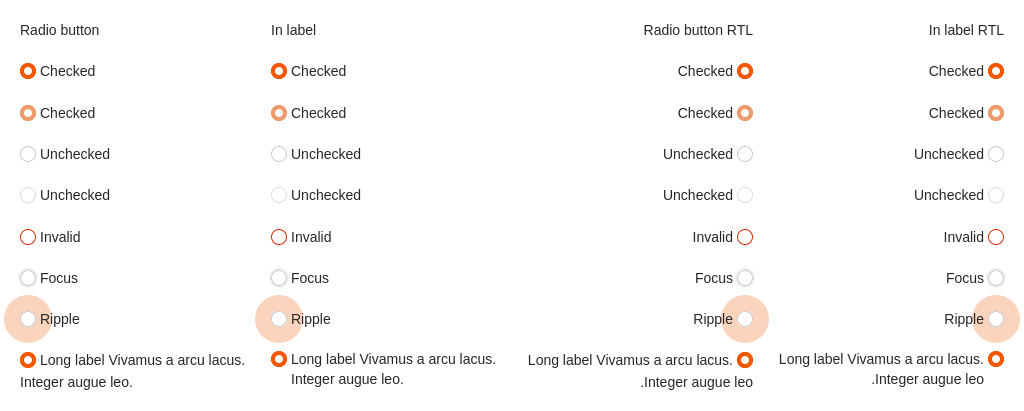 Radio button
In label
Radio button RTL
In label RTL
Checked
Checked
Checked
Checked
Checked
Checked
Checked
Checked
Unchecked
Unchecked
Unchecked
Unchecked
Unchecked
Unchecked
Unchecked
Unchecked
Invalid
Invalid
Invalid
Invalid
Focus
Focus
Focus
Focus
Ripple
Ripple
Ripple
Ripple
Long label Vivamus a arcu lacus.
Integer augue leo.
Long label Vivamus a arcu lacus.
Integer augue leo.
Long label Vivamus a arcu lacus.
.Integer augue leo
Long label Vivamus a arcu lacus.
.Integer augue leo